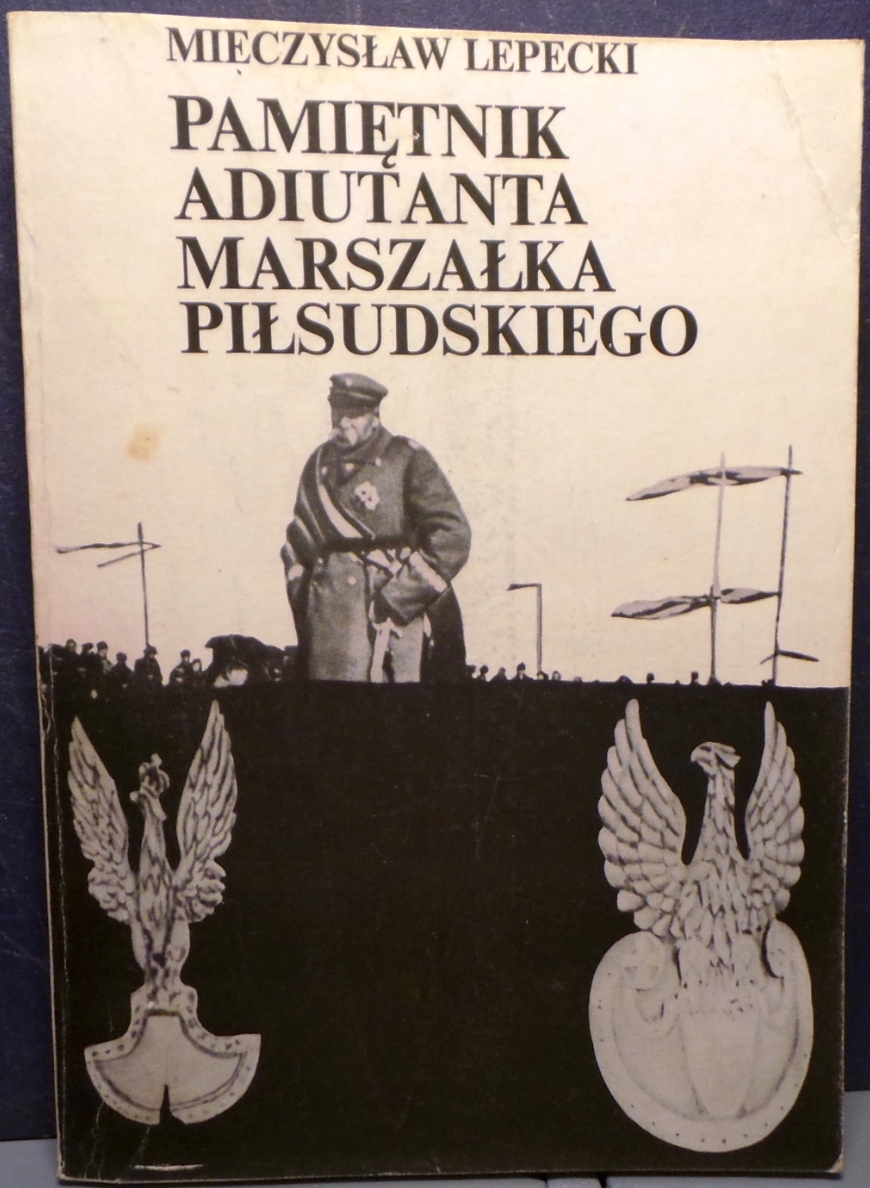 MIECZYSŁAW LEPECKI
PAMIĘTNIK
ADIUTANTA
MARSZAŁKA
PIŁSUDSKIEGO